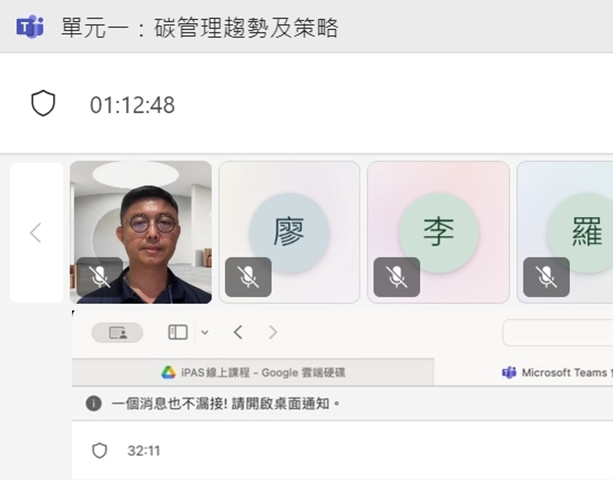 單元一：碳管理趨勢及策略
01:12:48
廖
李
羅
iPAS線上課程 - Google 雲端硬碟
Microsoft Teams
一個消息也不漏接! 請開啟桌面通知。
32:11